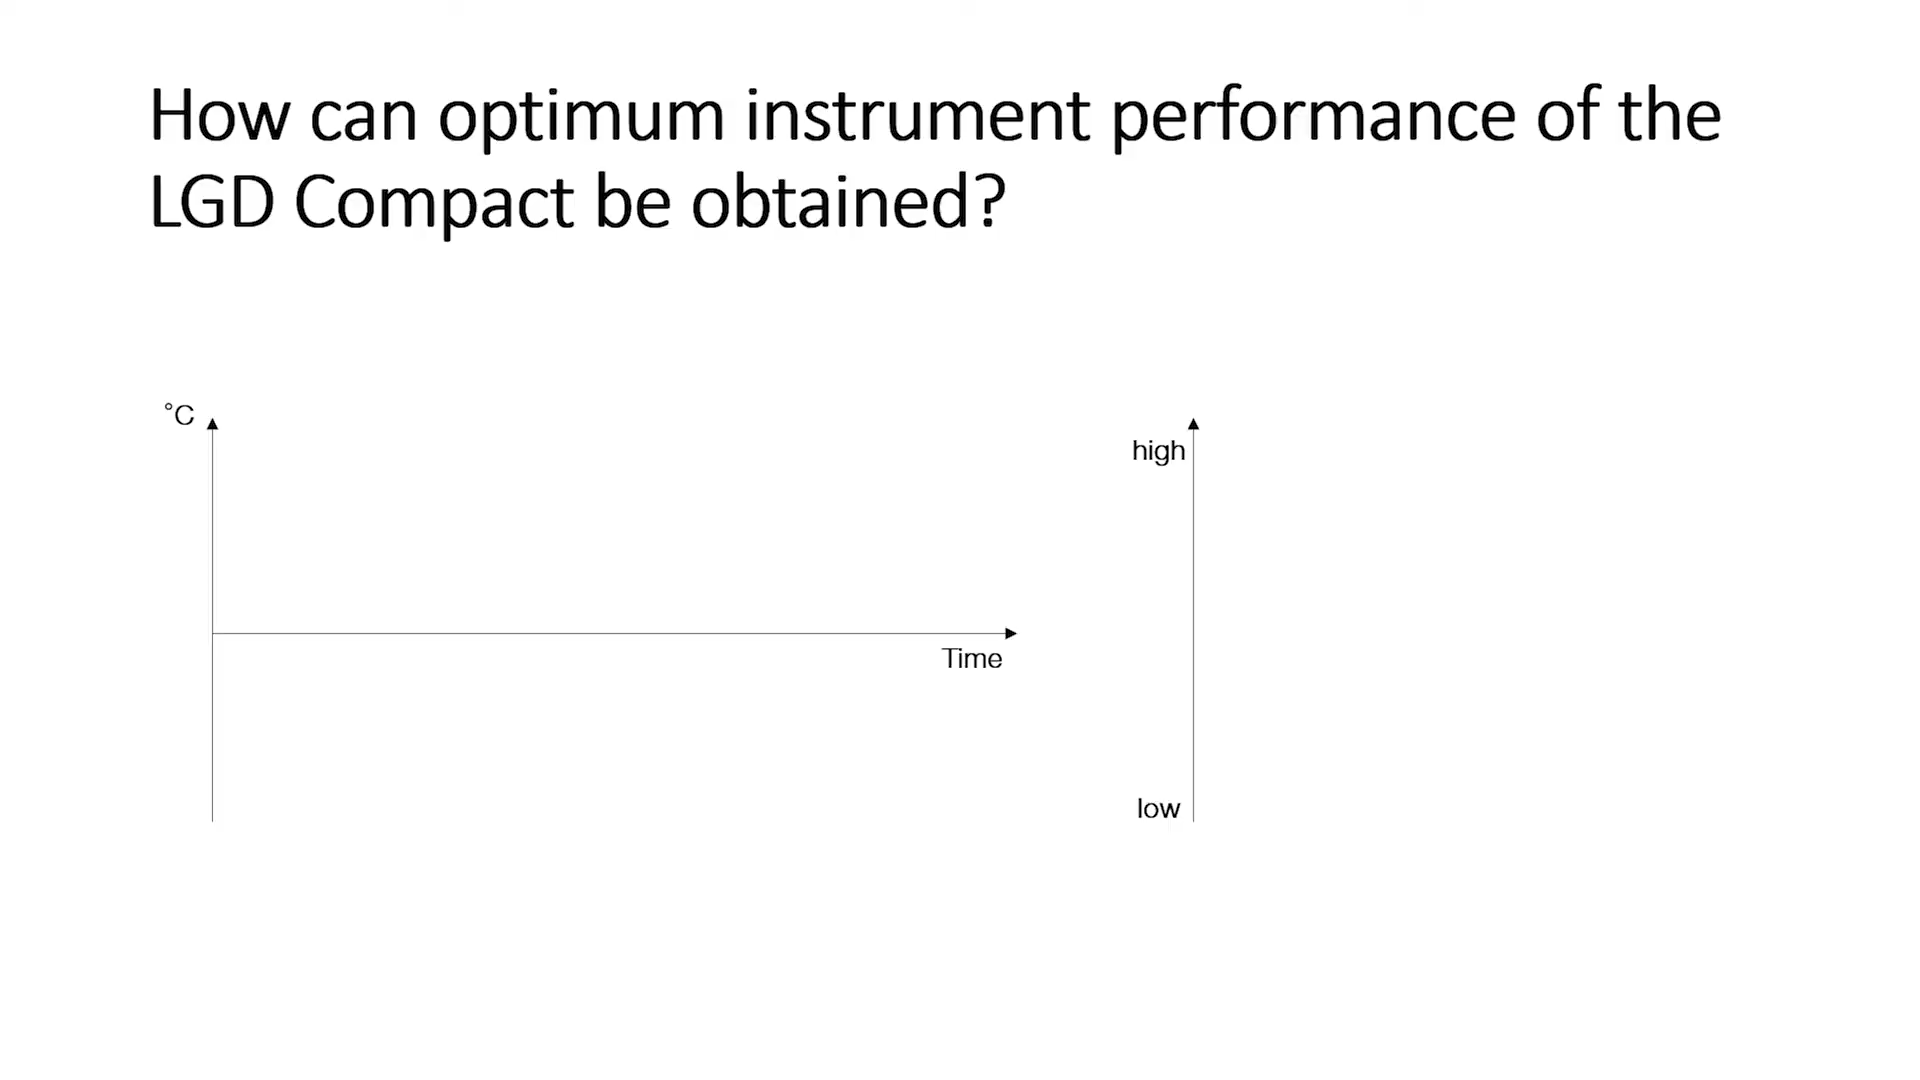 How can optimum instrument performance of the
LGD Compact be obtained?
°C
Time
high
low